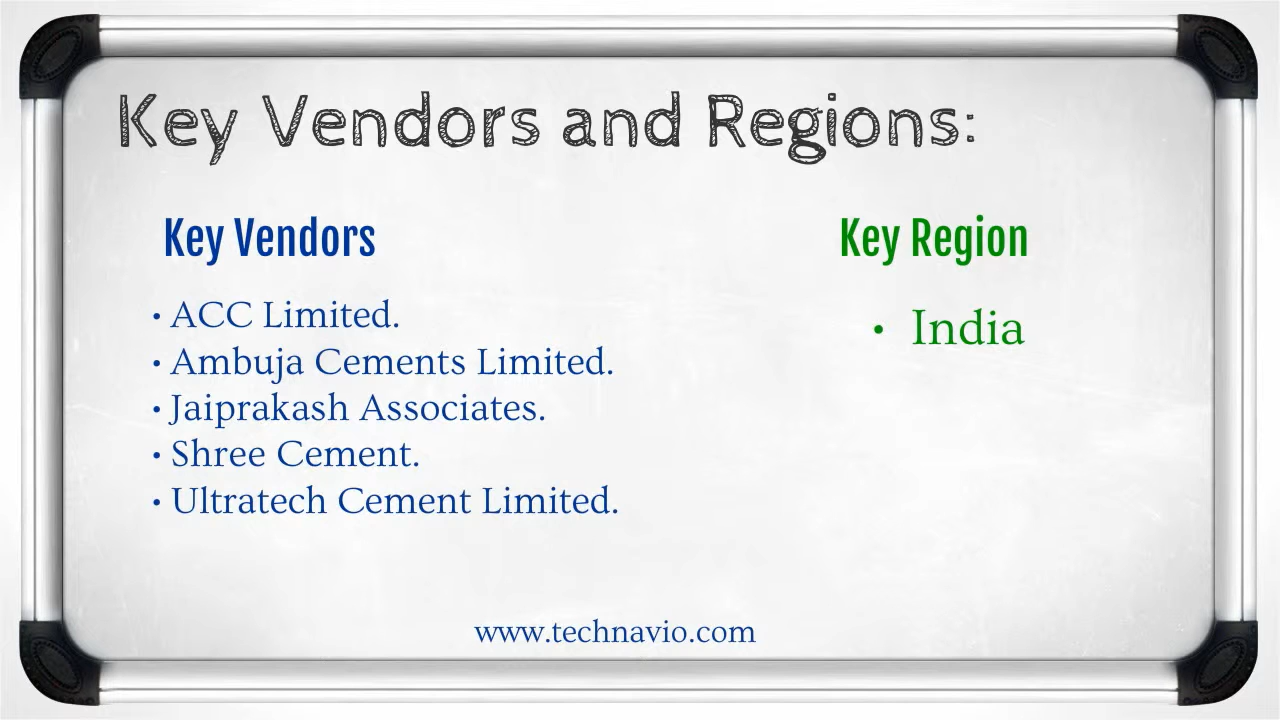 Key Vendors and Regions:
Key Vendors
• ACC Limited.
• Ambuja Cements Limited.
• Jaiprakash Associates.
• Shree Cement.
• Ultratech Cement Limited.
Key Region
• India
www.technavio.com